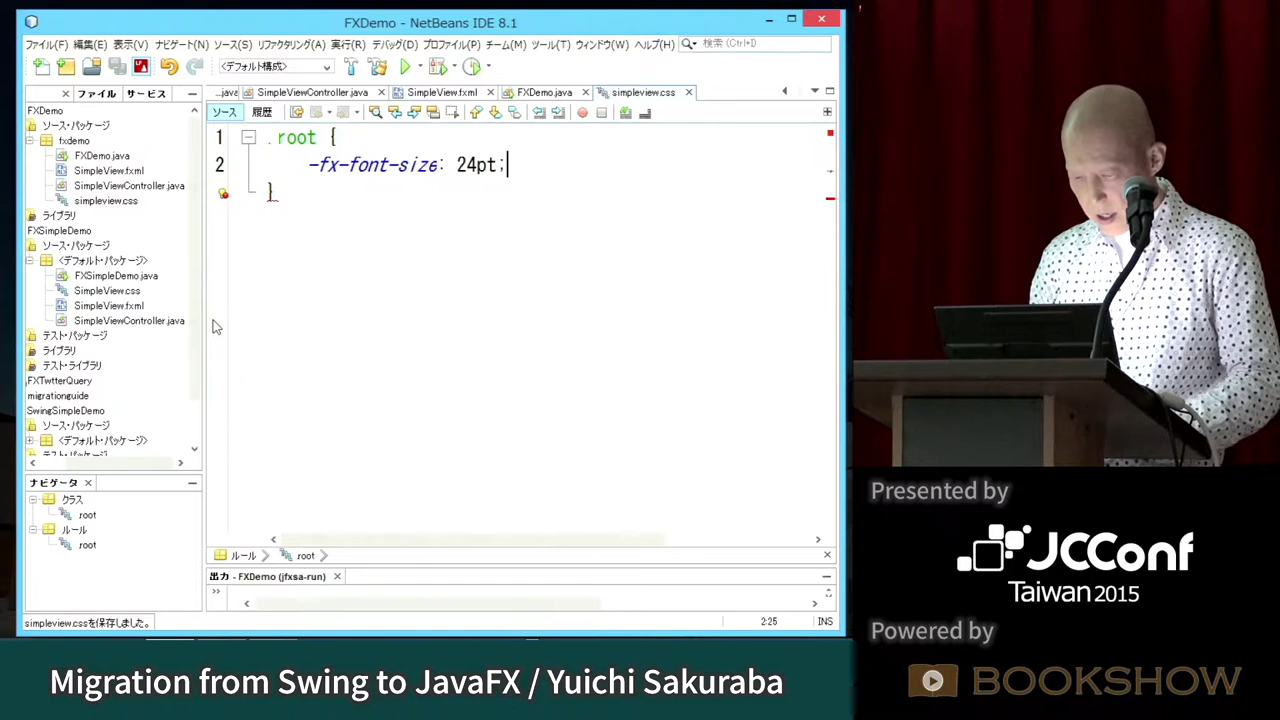 FXDemo - NetBeans IDE 8.1
ファイル(F) 編集(E) 表示(V) ナビゲート(N) ソース(S) リファクタリング(A) 実行(R) デバッグ(D) プロファイル(P) チーム(M) ツール(T) ウィンドウ(W) ヘルプ(H) 検索 (Ctrl+I)
<デフォルト構成>
ファイル サービス
...java SimpleViewController.java SimpleView.fxml FXDemo.java simpleview.css
ソース 履歴
FXDemo
ソース・パッケージ
fxdemo
FXDemo.java
SimpleView.fxml
SimpleViewController.java
simpleview.css
ライブラリ
FXSimpleDemo
ソース・パッケージ
<デフォルト・パッケージ>
FXSimpleDemo.java
SimpleView.css
SimpleView.fxml
SimpleViewController.java
テスト・パッケージ
ライブラリ
テスト・ライブラリ
FXTwtterQuery
migrationguide
SwingSimpleDemo
ソース・パッケージ
<デフォルト・パッケージ>
1 .root {
2 -fx-font-size: 24pt;
}
ナビゲータ
クラス
root
ルール
root
ルール root
出力 - FXDemo (jfxsa-run)
simpleview.cssを保存しました。
2:25 INS
Presented by
JCConf
Taiwan 2015
Powered by
BOOKSHOW
Migration from Swing to JavaFX / Yuichi Sakuraba